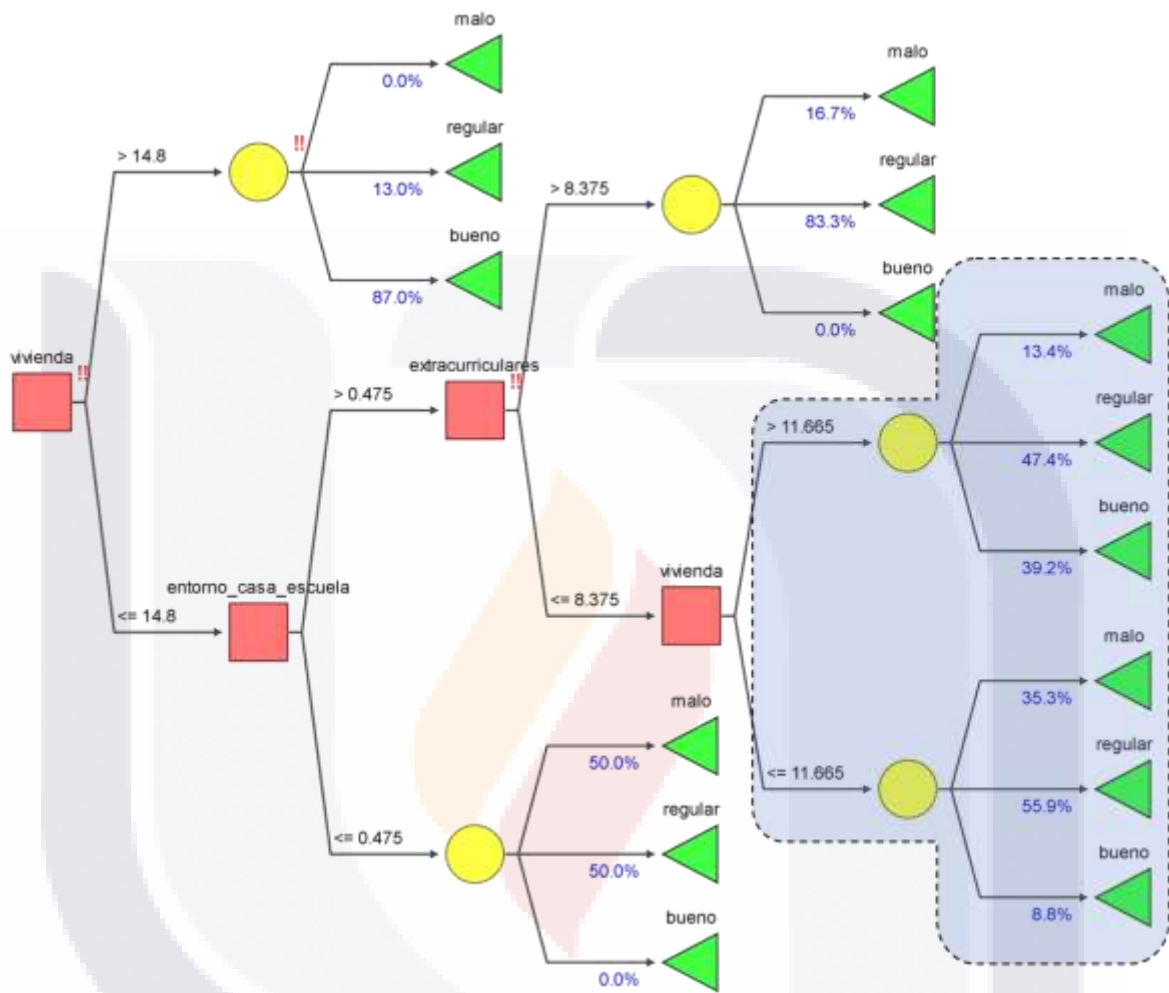 malo
0.0%
regular
13.0%
bueno
87.0%
> 14.8
!!
vivienda
!!
<= 14.8
entorno_casa_escuela
> 0.475
extracurriculares
!!
> 8.375
malo
16.7%
regular
83.3%
bueno
0.0%
<= 8.375
vivienda
> 11.665
malo
13.4%
regular
47.4%
bueno
39.2%
<= 11.665
malo
35.3%
regular
55.9%
bueno
8.8%
<= 0.475
malo
50.0%
regular
50.0%
bueno
0.0%